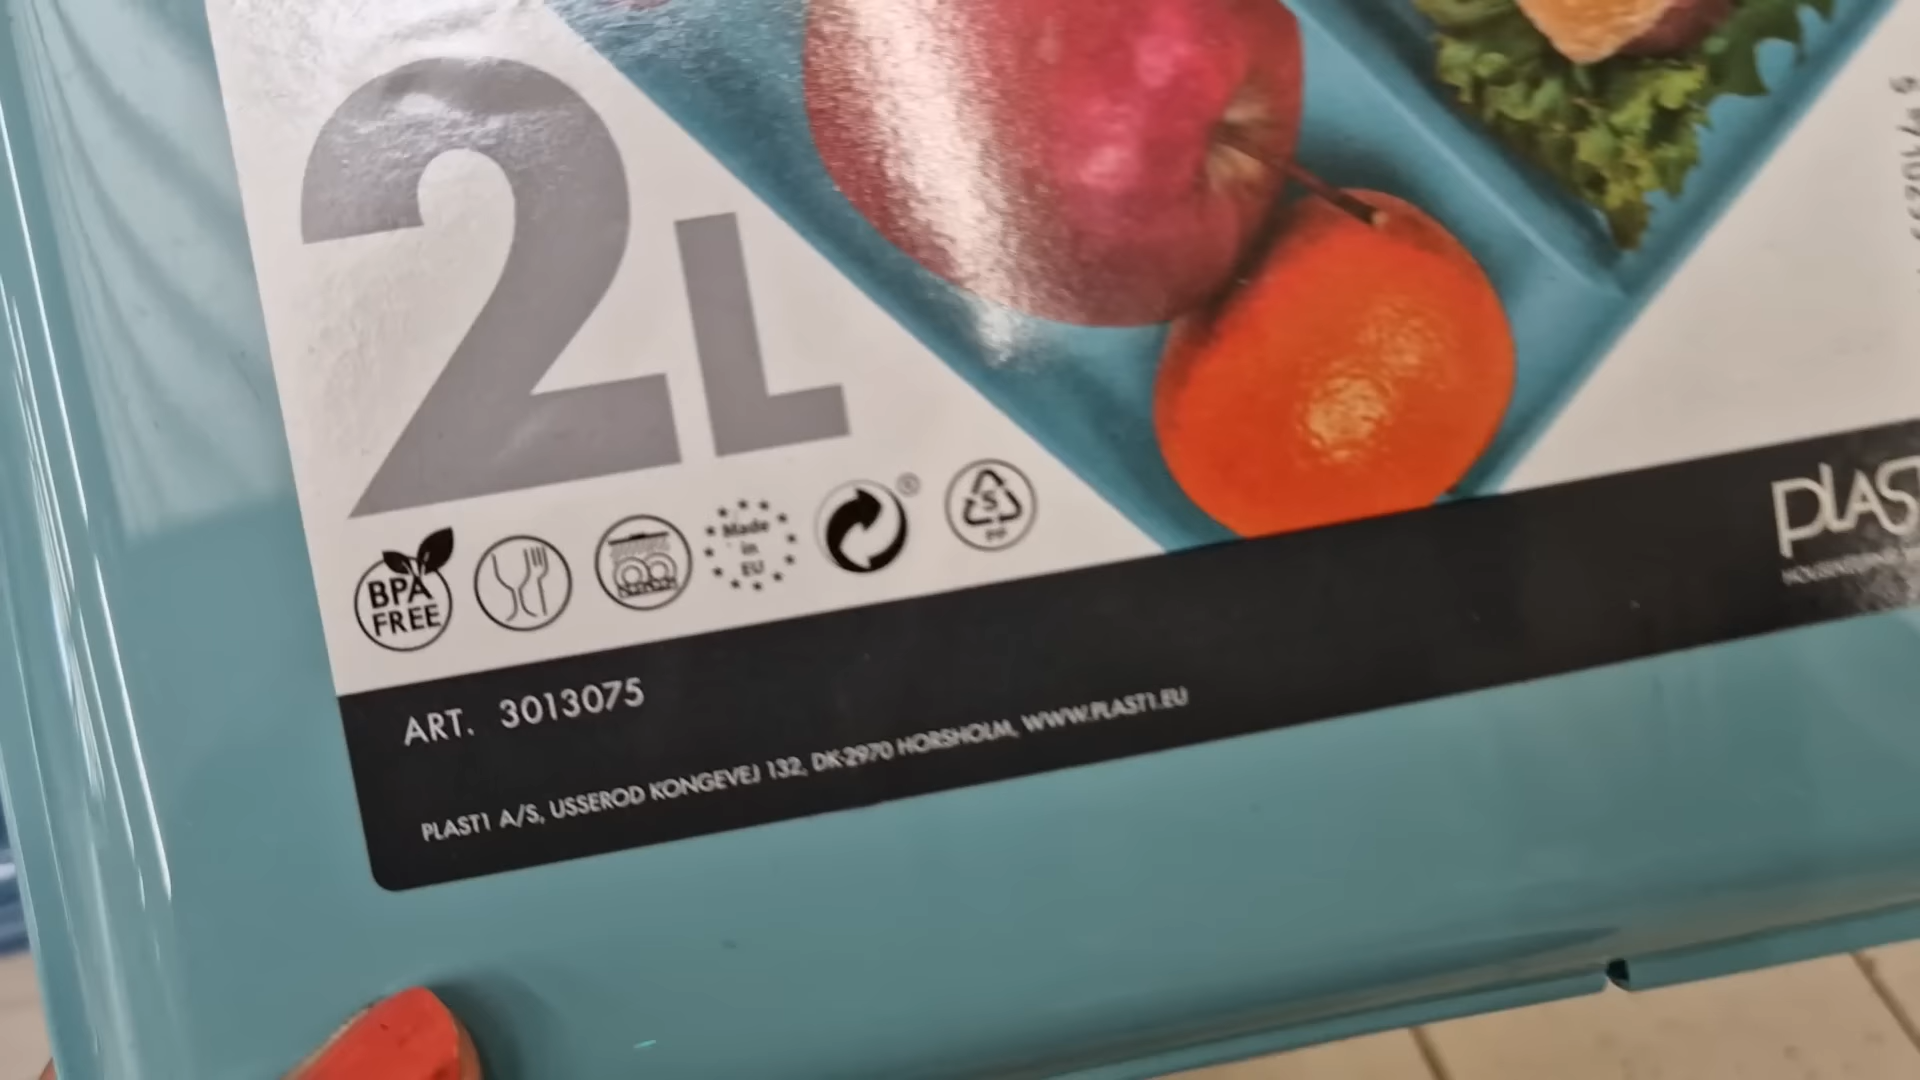 2L
BPA
FREE
Made
in
EU
®
5
PP
PLAST
ART. 3013075
PLAST1 A/S, USSEROD KONGEVEJ 132, DK-2970 HORSHOLM, WWW.PLAST1.EU